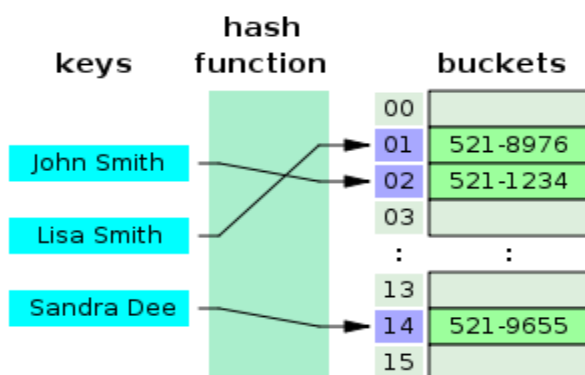 hash
keys function buckets
00
01 521-8976
John Smith 02 521-1234
Lisa Smith 03
: :
13
Sandra Dee 14 521-9655
15